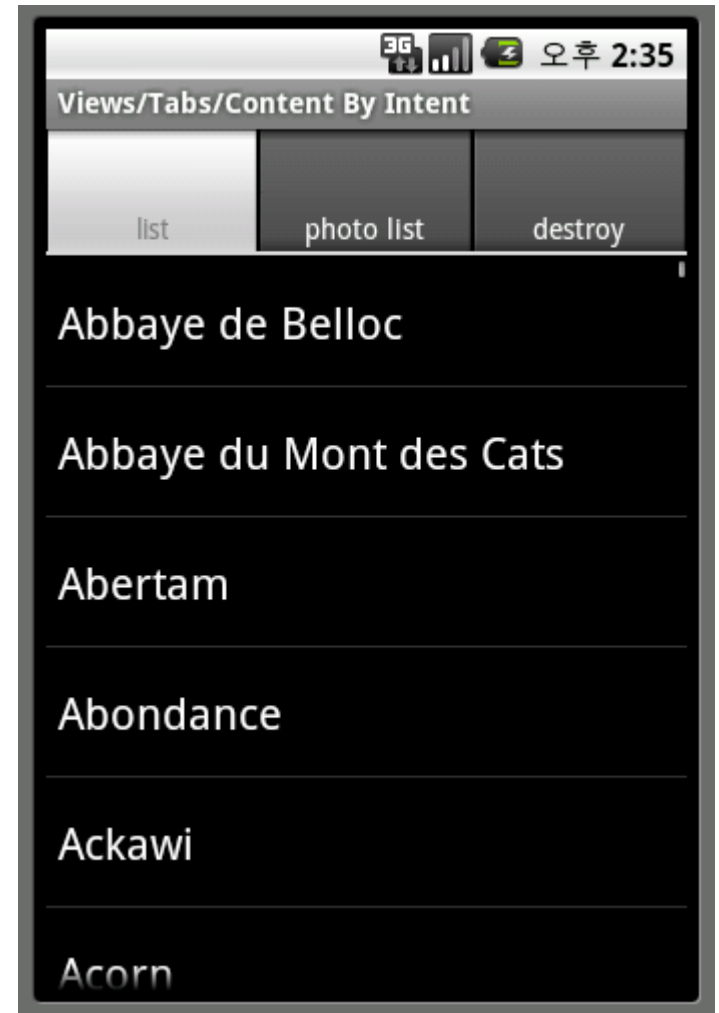 3G 오후 2:35
Views/Tabs/Content By Intent
list photo list destroy
Abbaye de Belloc
Abbaye du Mont des Cats
Abertam
Abondance
Ackawi
Acorn